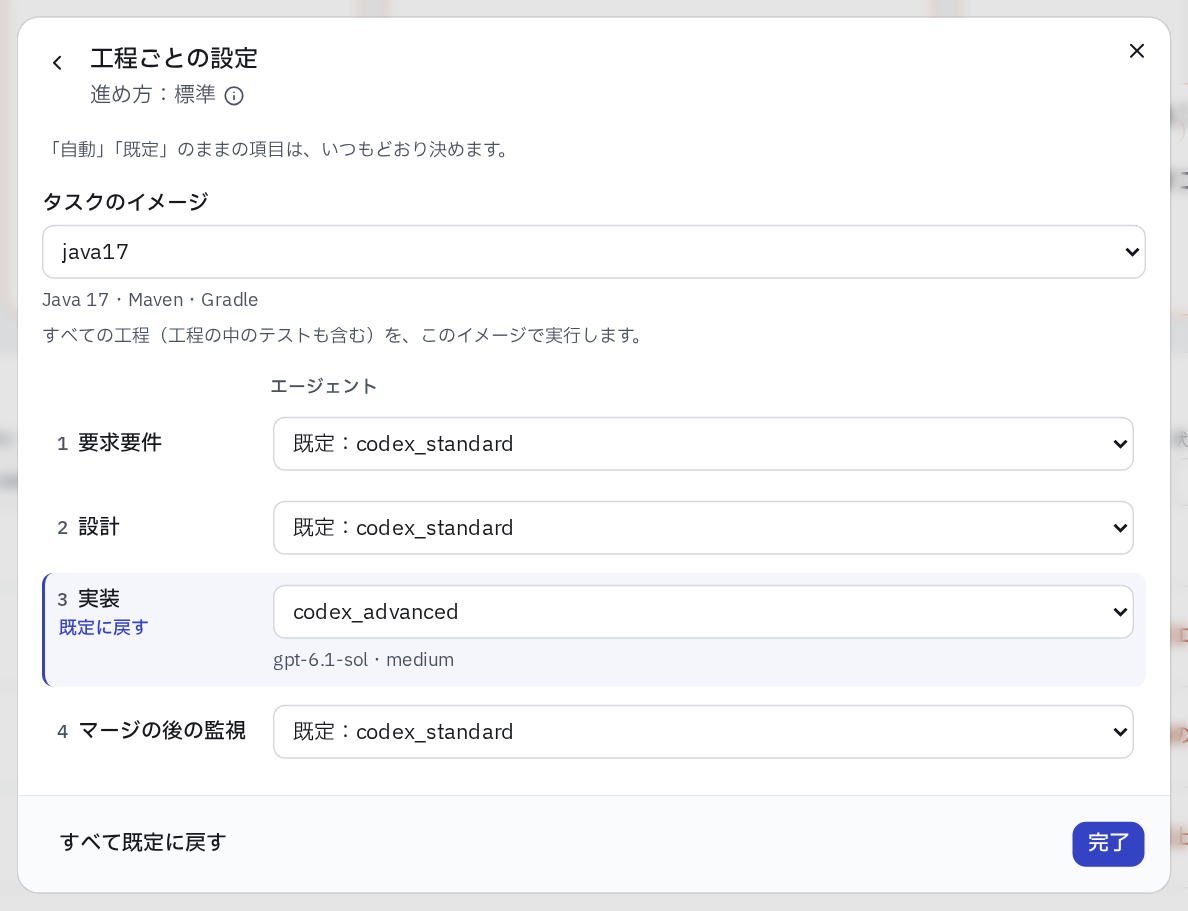 工程ごとの設定
進め方：標準
「自動」「既定」のままの項目は、いつもどおり決めます。
タスクのイメージ
java17
Java 17・Maven・Gradle
すべての工程（工程の中のテストも含む）を、このイメージで実行します。
エージェント
1 要求要件
既定：codex_standard
2 設計
既定：codex_standard
3 実装
既定に戻す
codex_advanced
gpt-6.1-sol・medium
4 マージの後の監視
既定：codex_standard
すべて既定に戻す
完了